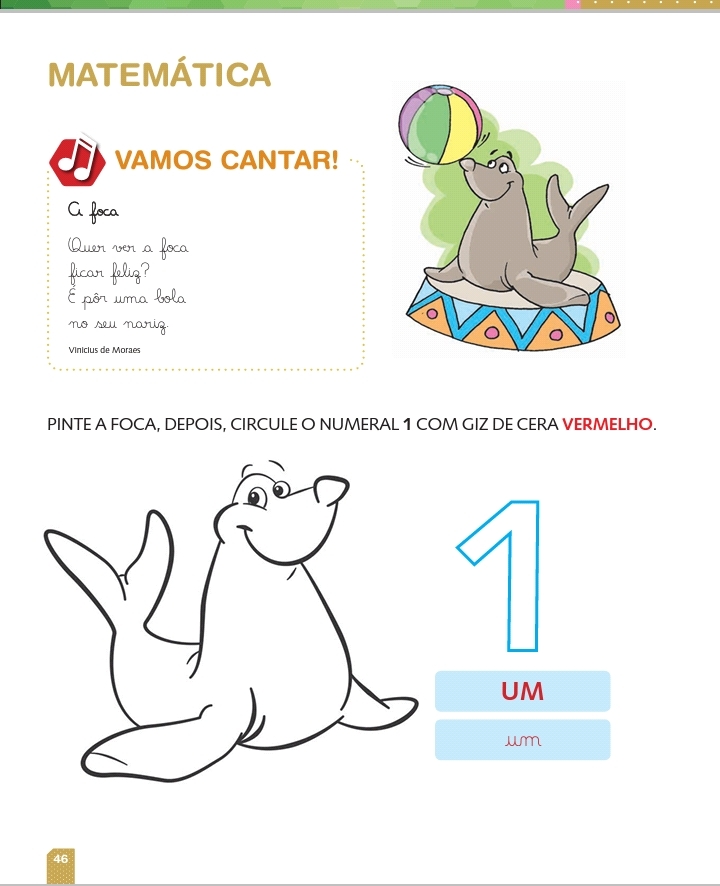 MATEMÁTICA
VAMOS CANTAR!
A foca
Quer ver a foca
ficar feliz?
É pôr uma bola
no seu nariz.
Vinicius de Moraes
PINTE A FOCA, DEPOIS, CIRCULE O NUMERAL 1 COM GIZ DE CERA VERMELHO.
1
UM
um
46